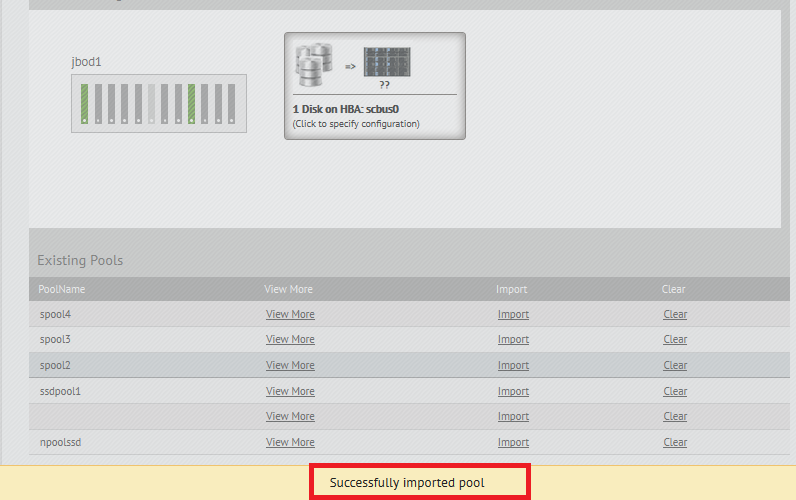 jbod1
=>
??
1 Disk on HBA: scbus0
(Click to specify configuration)
Existing Pools
PoolName View More Import Clear
spool4 View More Import Clear
spool3 View More Import Clear
spool2 View More Import Clear
ssdpool1 View More Import Clear
View More Import Clear
npoolssd View More Import Clear
Successfully imported pool